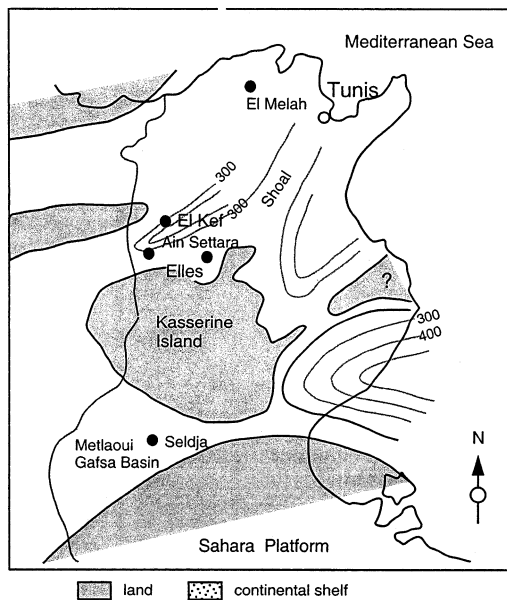 Mediterranean Sea
Tunis
El Melah
300
Shoal
300
El Kef
Ain Settara
Elles
?
Kasserine
Island
300
400
Metlaoui
Gafsa Basin
Seldja
N
Sahara Platform
land
continental shelf